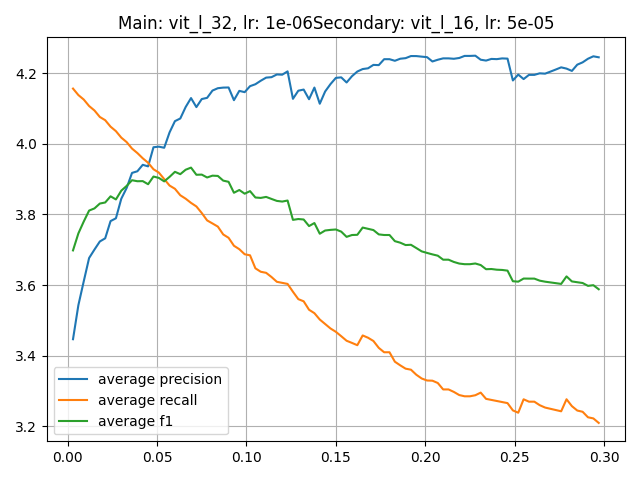 Main: vit_l_32, lr: 1e-06Secondary: vit_l_16, lr: 5e-05
4.2
4.0
3.8
3.6
3.4
3.2
average precision
average recall
average f1
0.00 0.05 0.10 0.15 0.20 0.25 0.30